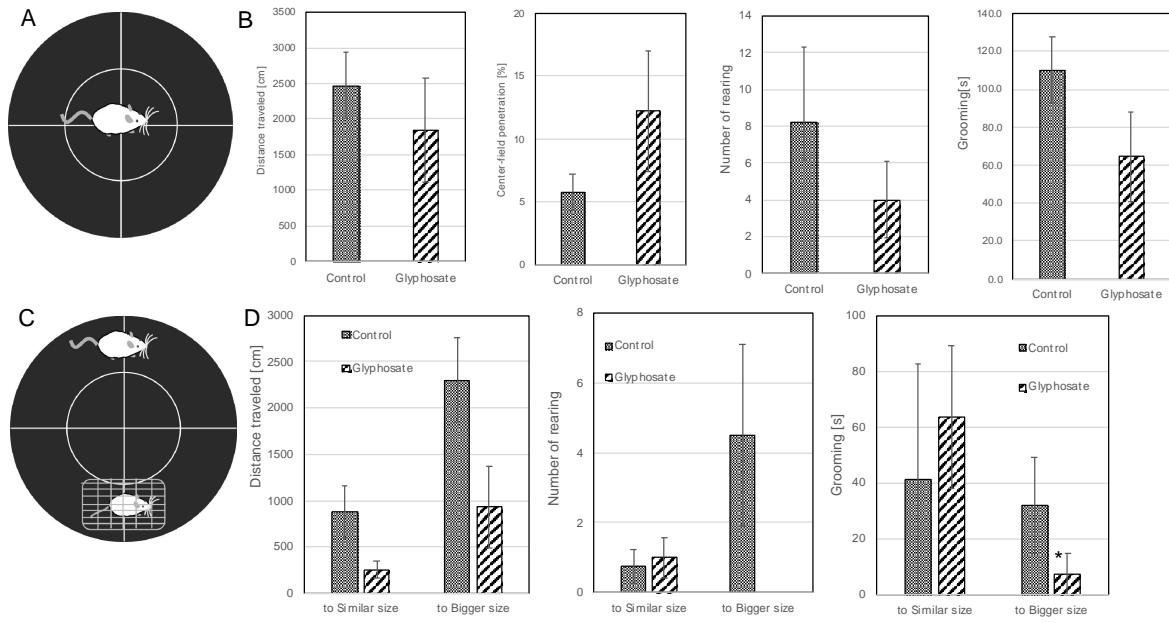 A
B
Distance traveled [cm]
3500
3000
2500
2000
1500
1000
500
0
Control Glyphosate
Center-field penetration [%]
20
15
10
5
0
Control Glyphosate
Number of rearing
14
12
10
8
6
4
2
0
Control Glyphosate
Grooming[s]
140.0
120.0
100.0
80.0
60.0
40.0
20.0
0.0
Control Glyphosate
C
D
Distance traveled [cm]
3000
2500
2000
1500
1000
500
0
Control
Glyphosate
to Similar size to Bigger size
Number of rearing
8
6
4
2
0
Control
Glyphosate
to Similar size to Bigger size
Grooming [s]
100
80
60
40
20
0
Control
Glyphosate
*
to Similar size to Bigger size